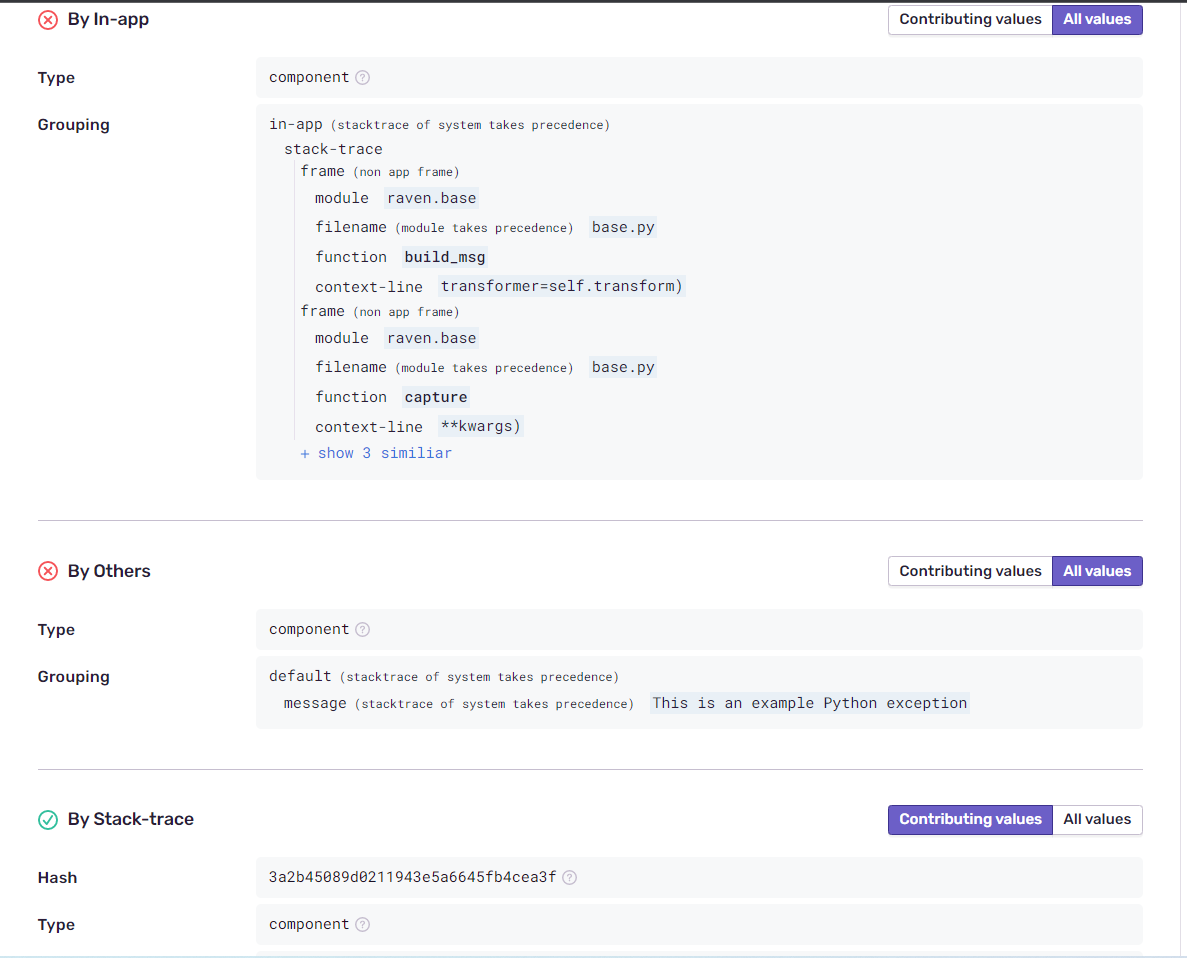 By In-app Contributing values All values
Type component ?
Grouping in-app (stacktrace of system takes precedence)
stack-trace
frame (non app frame)
module raven.base
filename (module takes precedence) base.py
function build_msg
context-line transformer=self.transform)
frame (non app frame)
module raven.base
filename (module takes precedence) base.py
function capture
context-line **kwargs)
+ show 3 similiar
By Others Contributing values All values
Type component ?
Grouping default (stacktrace of system takes precedence)
message (stacktrace of system takes precedence) This is an example Python exception
By Stack-trace Contributing values All values
Hash 3a2b45089d0211943e5a6645fb4cea3f ?
Type component ?